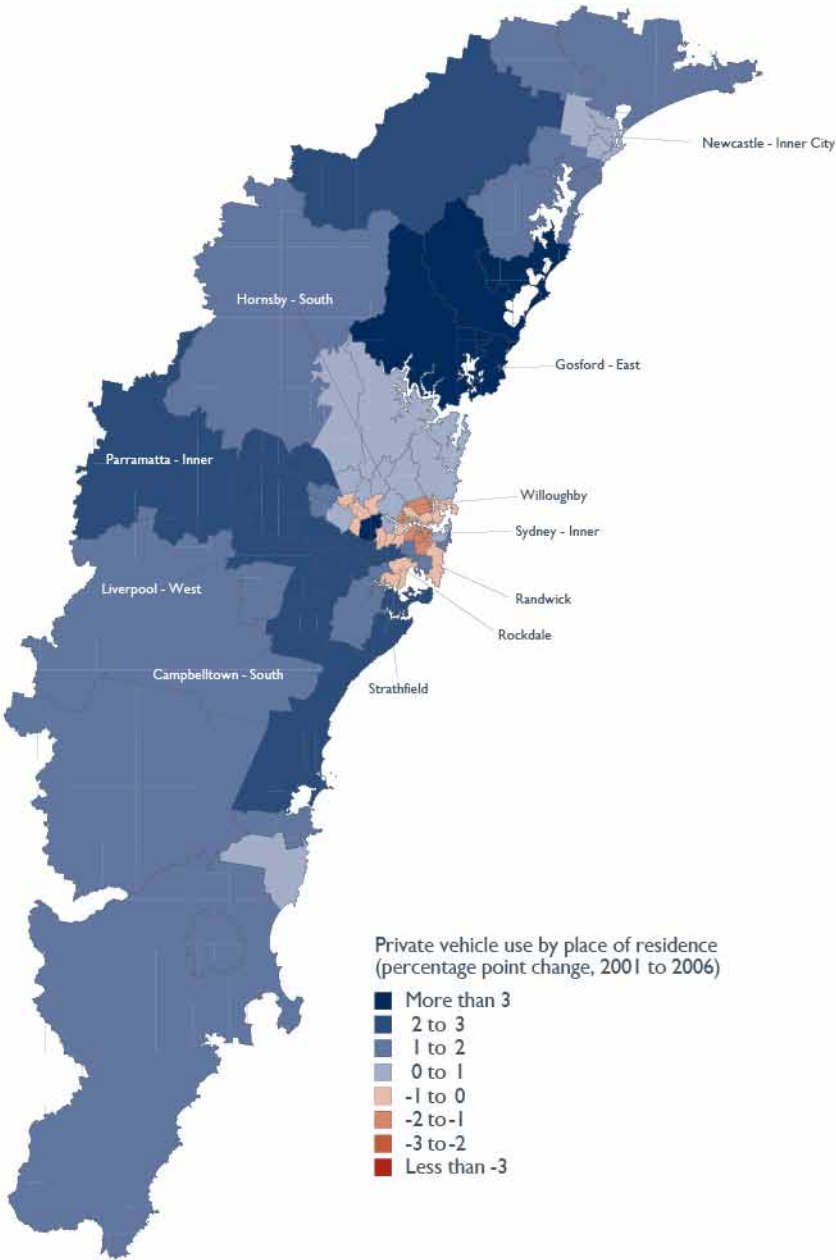 Newcastle - Inner City
Hornsby - South
Gosford - East
Parramatta - Inner
Willoughby
Sydney - Inner
Liverpool - West
Randwick
Rockdale
Campbelltown - South
Strathfield
Private vehicle use by place of residence
(percentage point change, 2001 to 2006)
More than 3
2 to 3
1 to 2
0 to 1
-1 to 0
-2 to -1
-3 to -2
Less than -3